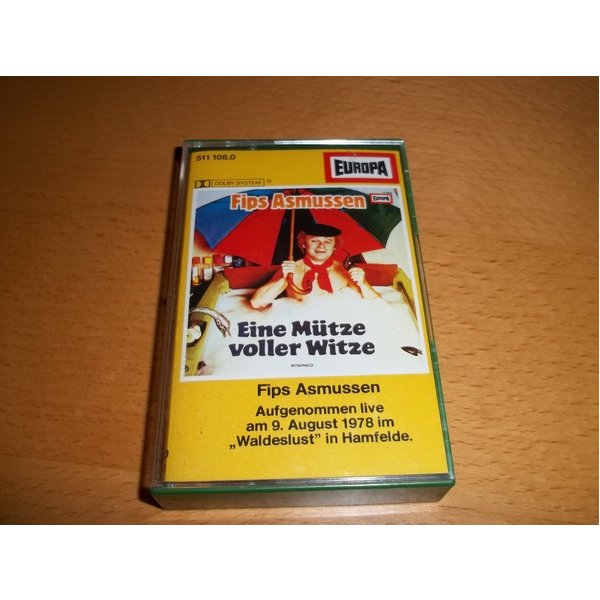 511 108.0
EUROPA
DOLBY SYSTEM ®
Fips Asmussen
EUROPA
Eine Mütze
voller Witze
STEREO
Fips Asmussen
Aufgenommen live
am 9. August 1978 im
„Waldeslust” in Hamfelde.